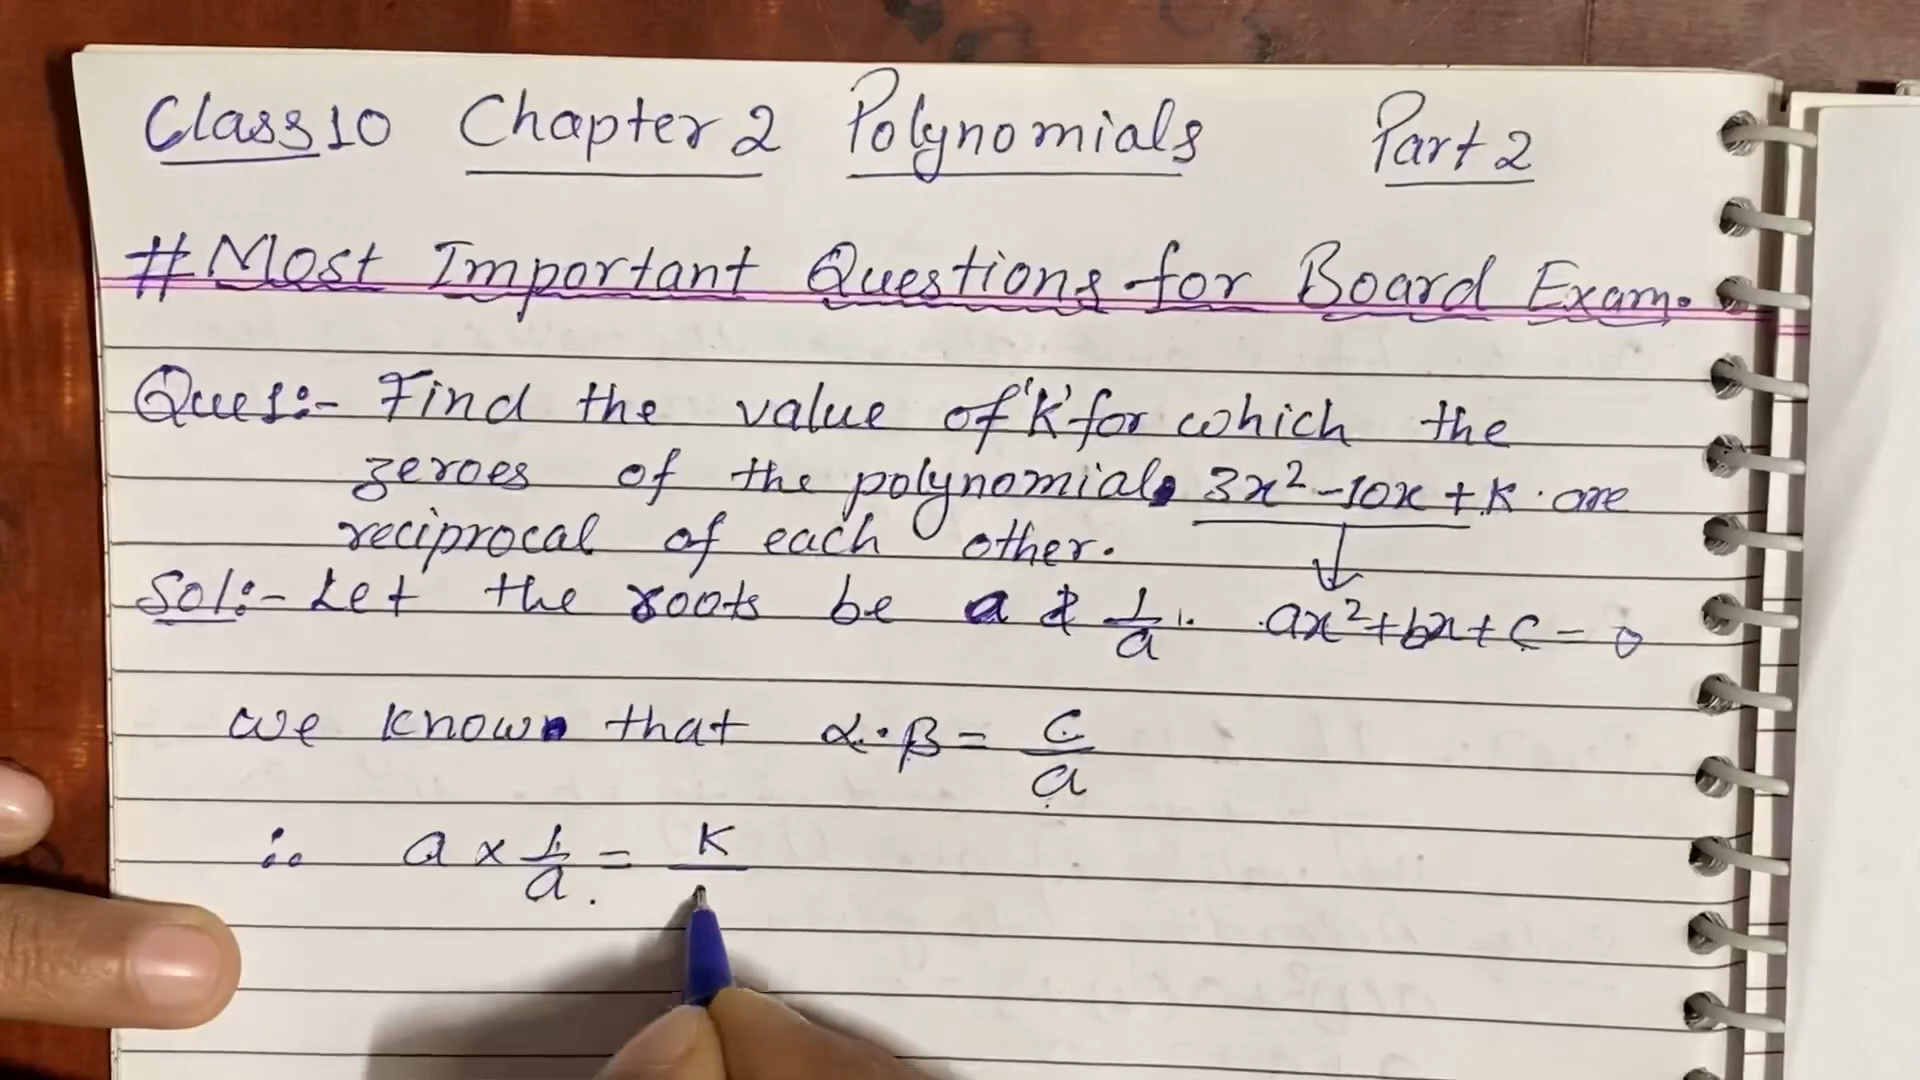 Class 10 Chapter 2 Polynomials Part 2
# Most Important Questions for Board Exam.
Ques:- Find the value of 'K' for which the
zeroes of the polynomial 3x² - 10x + K are
reciprocal of each other.
Sol:- Let the roots be a & 1/a. ax² + bx + c = 0
we know that α·β = c/a
∴ a × 1/a = K/